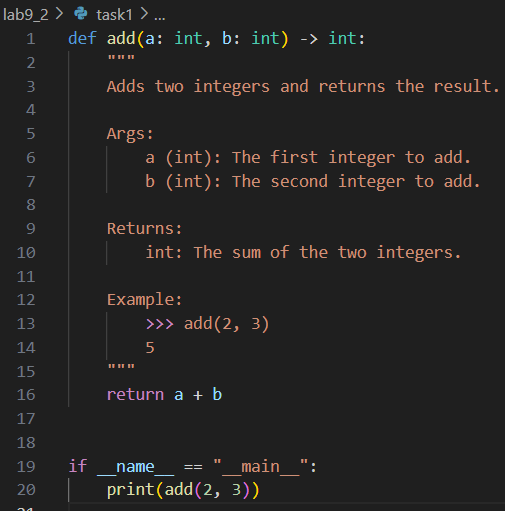 lab9_2 > task1 > ...
1 def add(a: int, b: int) -> int:
2     """
3     Adds two integers and returns the result.
4
5     Args:
6         a (int): The first integer to add.
7         b (int): The second integer to add.
8
9     Returns:
10         int: The sum of the two integers.
11
12     Example:
13         >>> add(2, 3)
14         5
15     """
16     return a + b
17
18
19 if __name__ == "__main__":
20     print(add(2, 3))
21